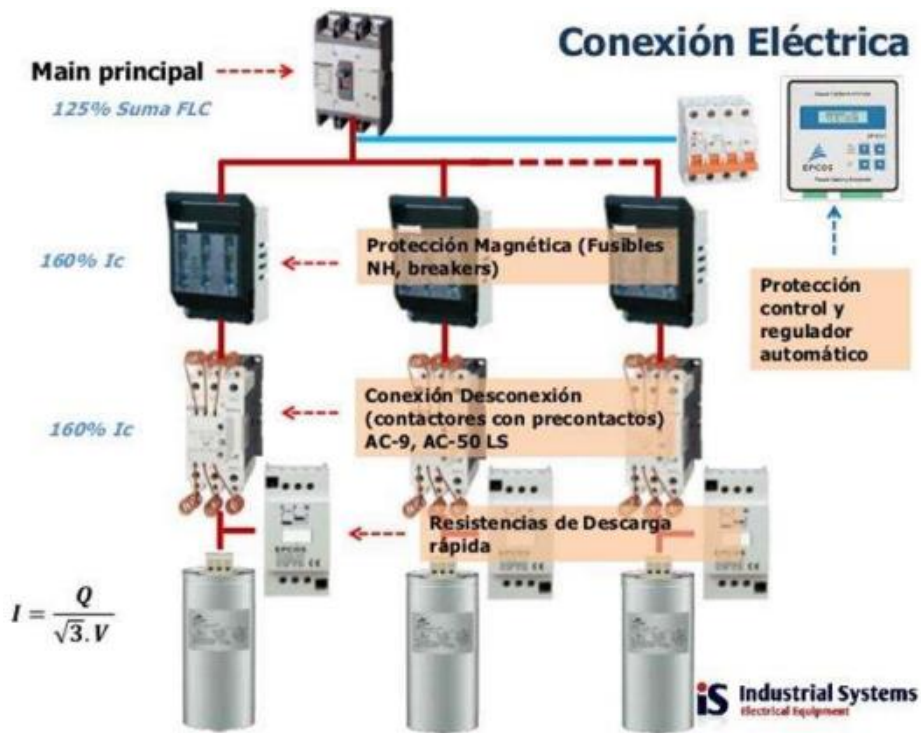 Conexión Eléctrica
Main principal
125% Suma FLC
EPCOS
160% Ic
Protección Magnética (Fusibles
NH, breakers)
Protección
control y
regulador
automático
160% Ic
Conexión Desconexión
(contactores con precontactos)
AC-9, AC-50 LS
Resistencias de Descarga
rápida
EPCOS
I = Q / √3. V
iS Industrial Systems
Electrical Equipment